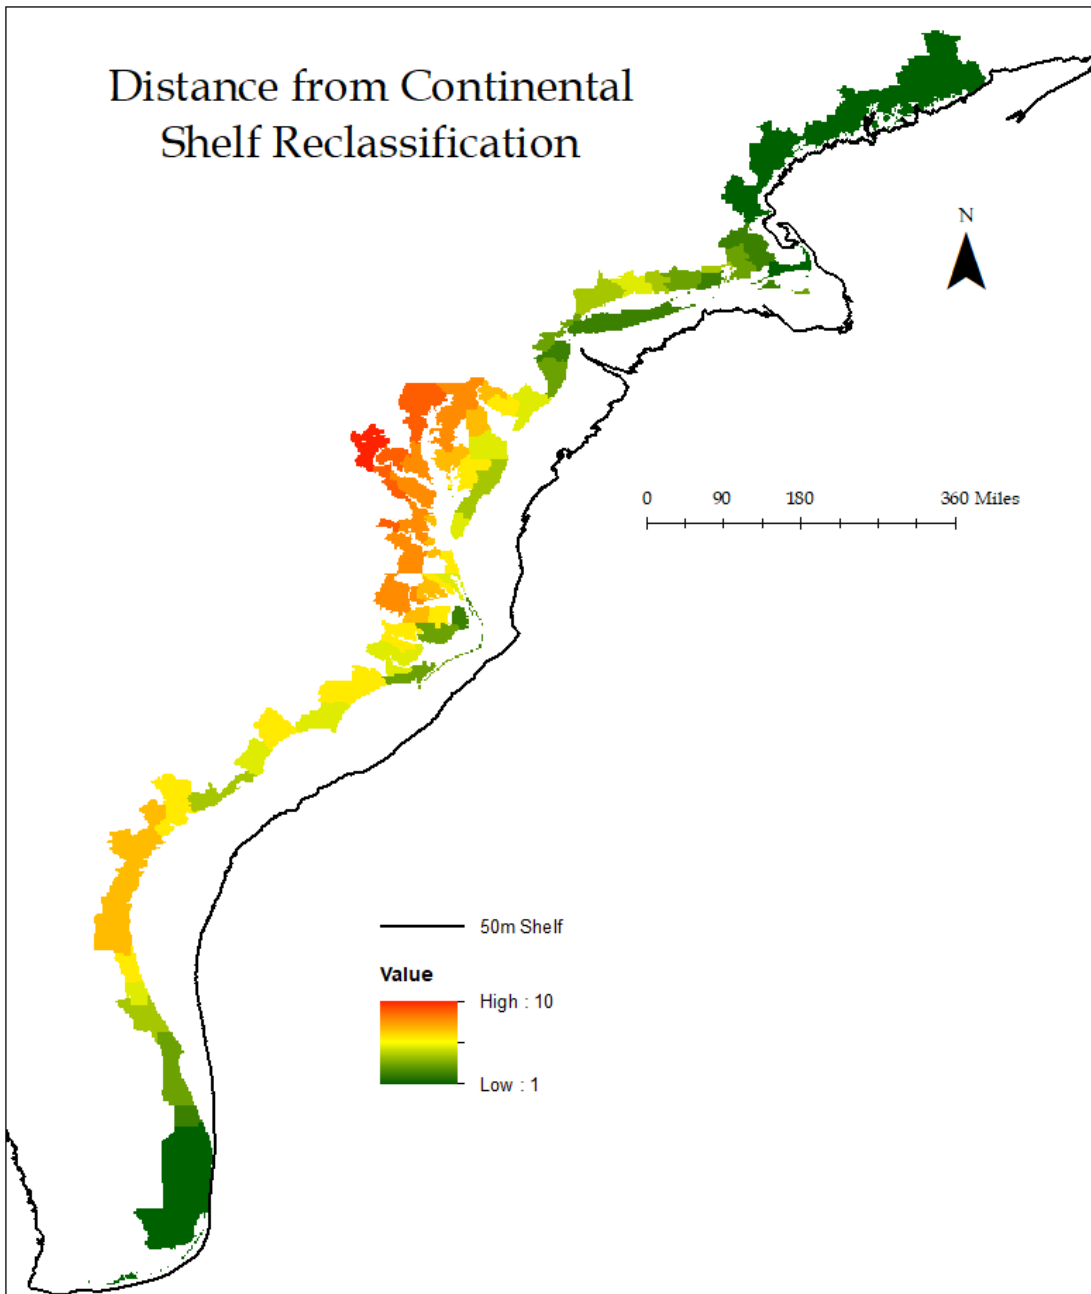 Distance from Continental
Shelf Reclassification
N
0 90 180 360 Miles
50m Shelf
Value
High : 10
Low : 1